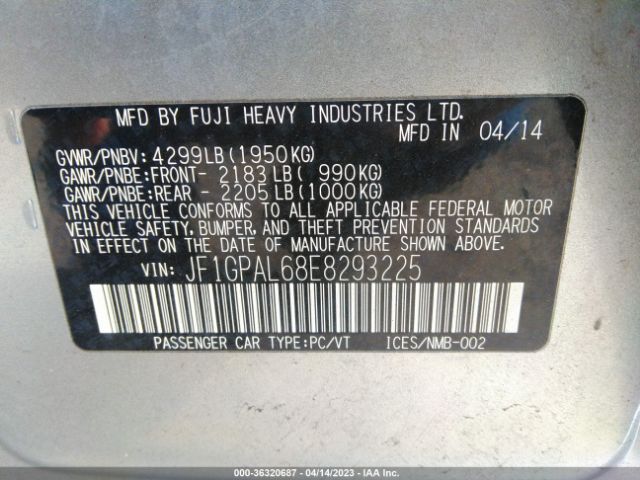 MFD BY FUJI HEAVY INDUSTRIES LTD.
MFD IN 04/14
GVWR/PNBV: 4299LB(1950KG)
GAWR/PNBE:FRONT- 2183LB( 990KG)
GAWR/PNBE:REAR - 2205LB(1000KG)
THIS VEHICLE CONFORMS TO ALL APPLICABLE FEDERAL MOTOR
VEHICLE SAFETY, BUMPER, AND THEFT PREVENTION STANDARDS
IN EFFECT ON THE DATE OF MANUFACTURE SHOWN ABOVE.
VIN: JF1GPAL68E8293225
PASSENGER CAR TYPE:PC/VT ICES/NMB-002
000-36320687 - 04/14/2023 - IAA Inc.